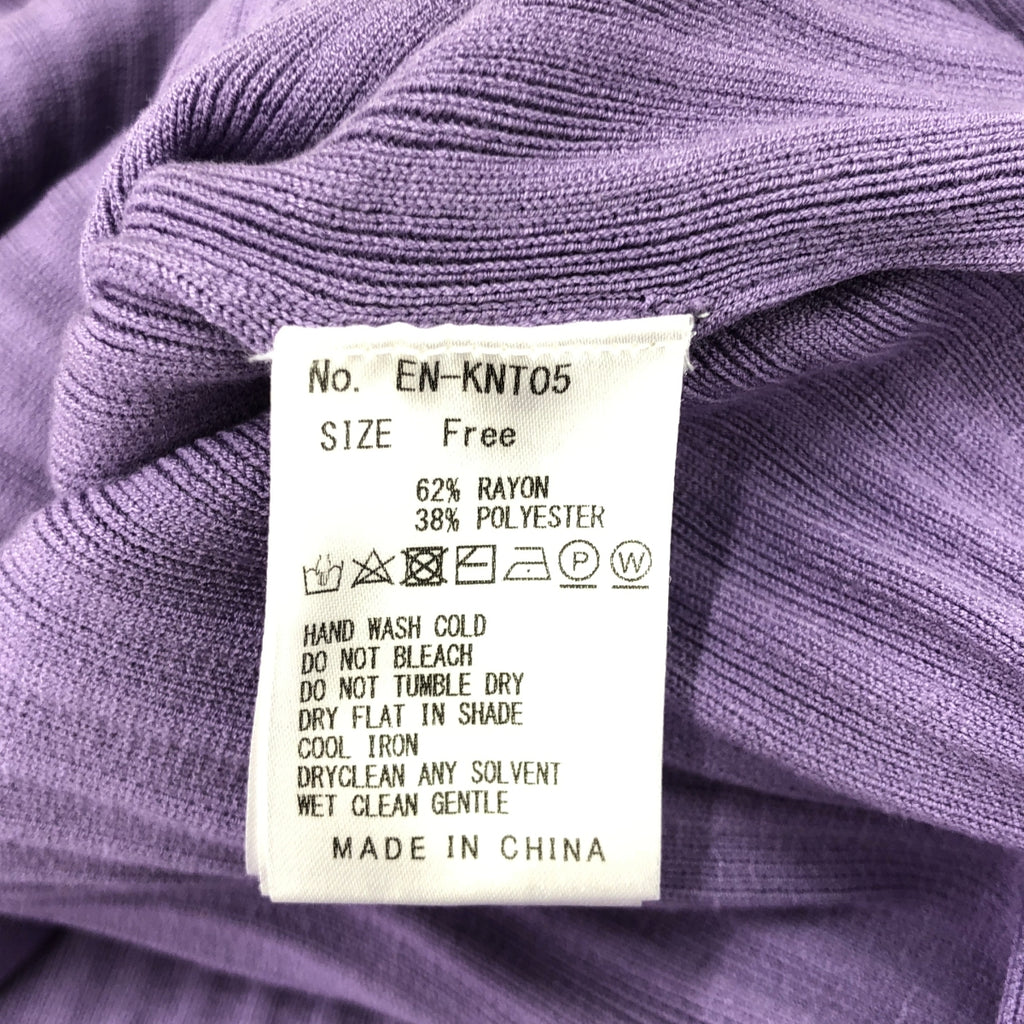 No. EN-KNT05
SIZE Free
62% RAYON
38% POLYESTER
P W
HAND WASH COLD
DO NOT BLEACH
DO NOT TUMBLE DRY
DRY FLAT IN SHADE
COOL IRON
DRYCLEAN ANY SOLVENT
WET CLEAN GENTLE
MADE IN CHINA